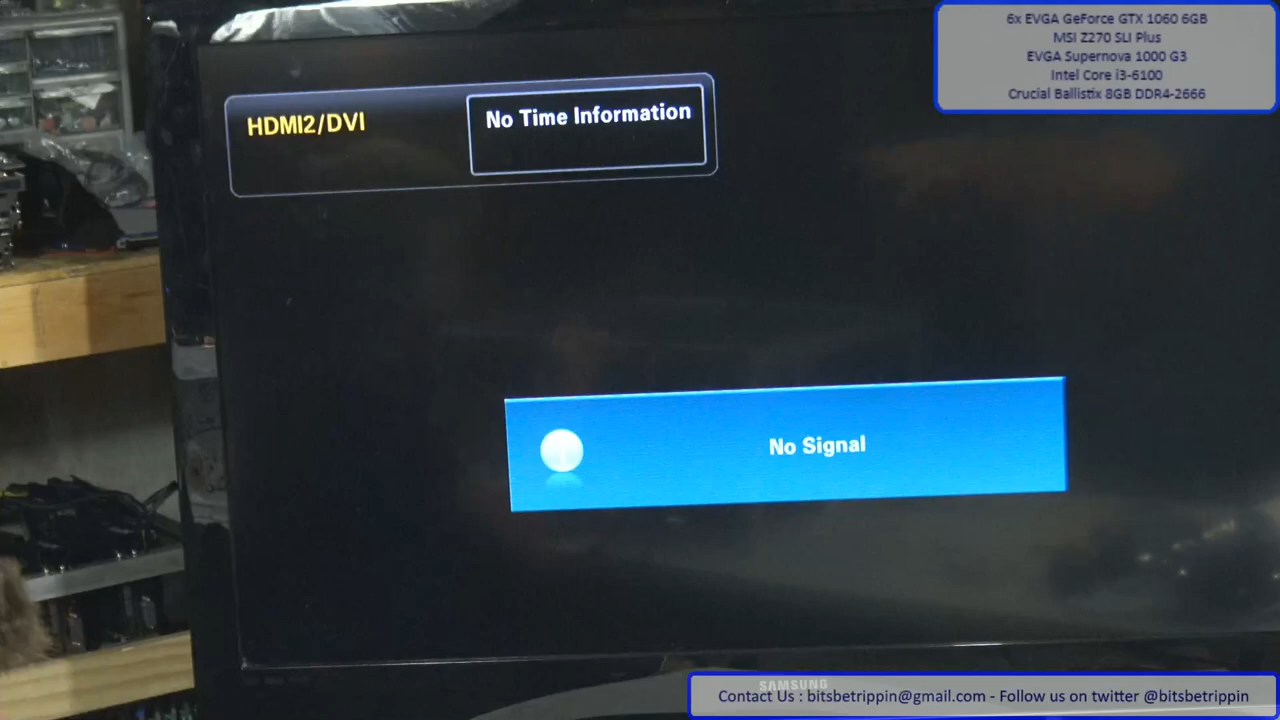 6x EVGA GeForce GTX 1060 6GB
MSI Z270 SLI Plus
EVGA Supernova 1000 G3
Intel Core i3-6100
Crucial Ballistix 8GB DDR4-2666
HDMI2/DVI
No Time Information
No Signal
SAMSUNG
Contact Us : bitsbetrippin@gmail.com - Follow us on twitter @bitsbetrippin